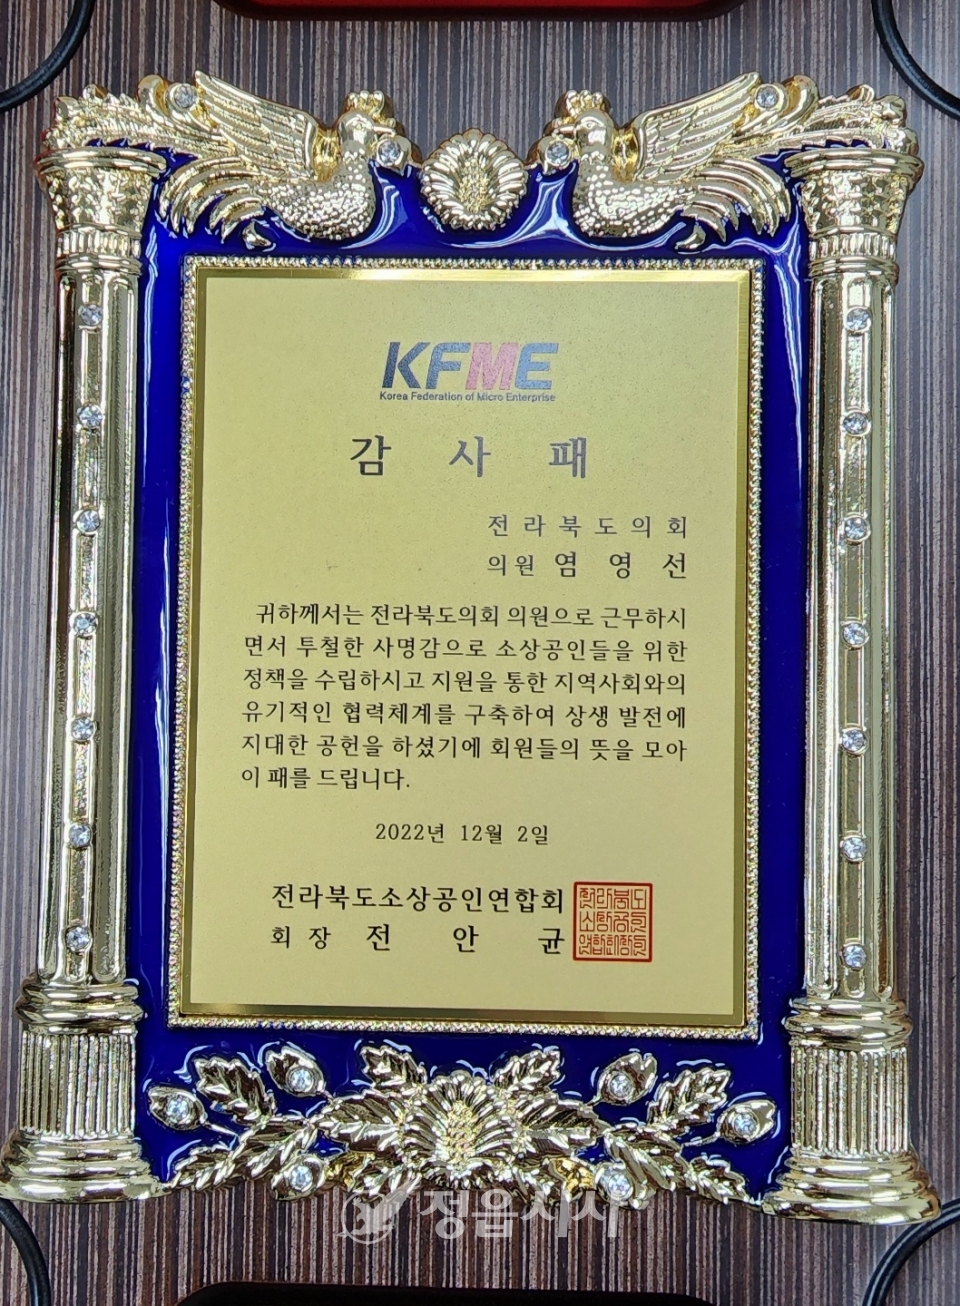 KFME
Korea Federation of Micro Enterprise
감 사 패
전 라 북 도 의 회
의원 염 영 선
귀하께서는 전라북도의회 의원으로 근무하시
면서 투철한 사명감으로 소상공인들을 위한
정책을 수립하시고 지원을 통한 지역사회와의
유기적인 협력체계를 구축하여 상생 발전에
지대한 공헌을 하셨기에 회원들의 뜻을 모아
이 패를 드립니다.
2022년 12월 2일
전라북도소상공인연합회
회 장 전 안 균
정읍시사